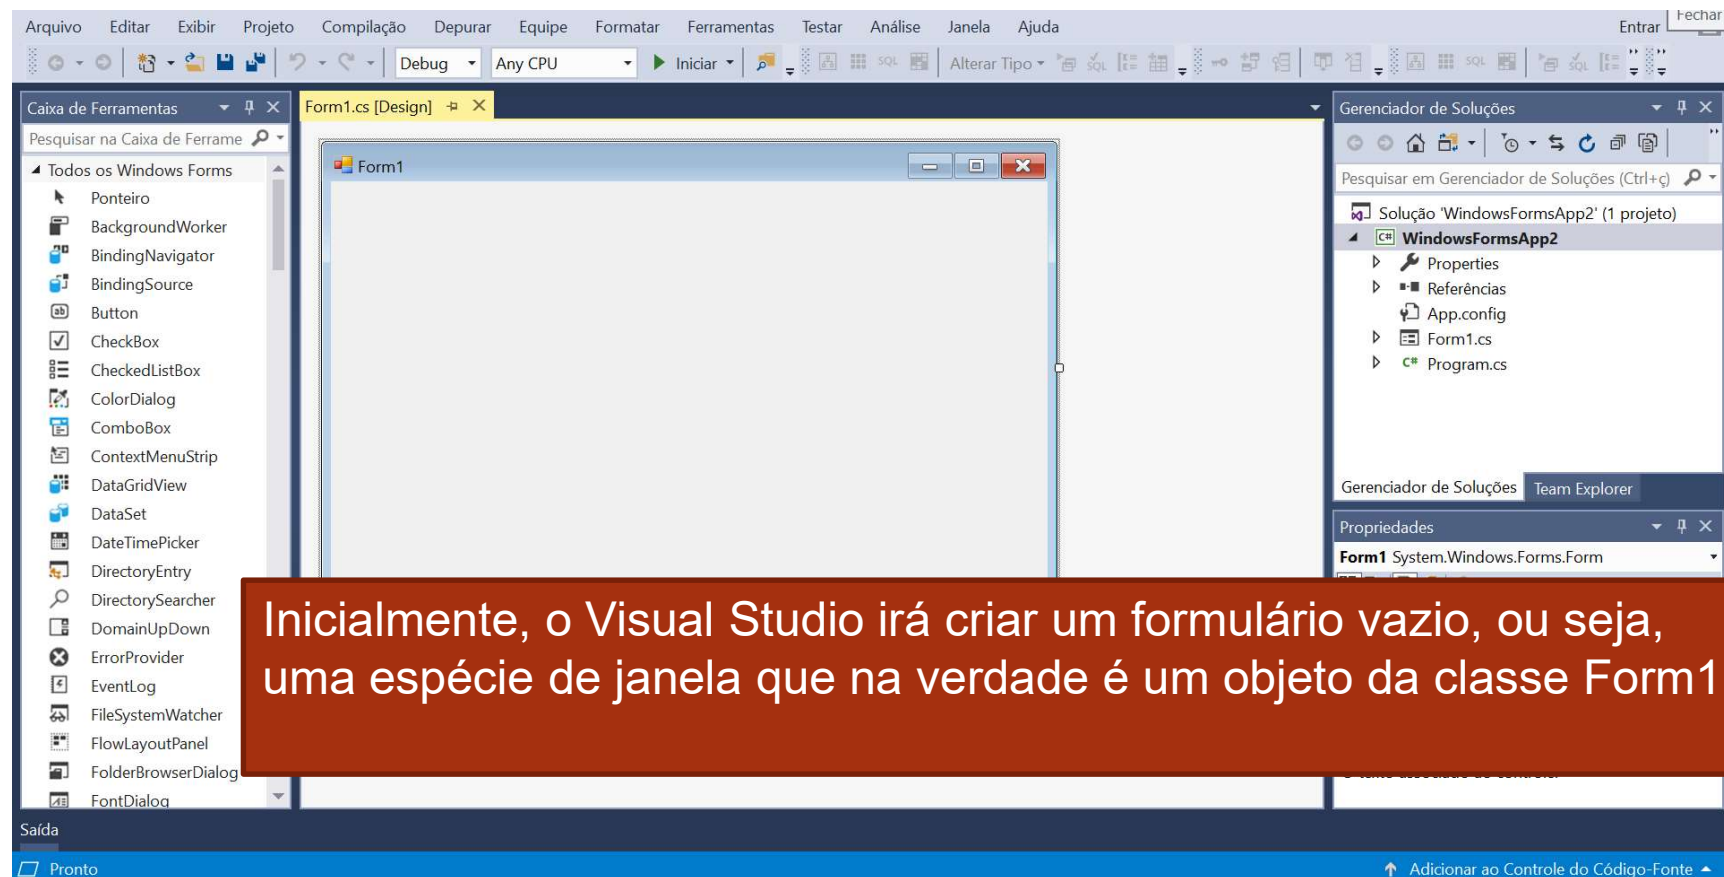 Arquivo Editar Exibir Projeto Compilação Depurar Equipe Formatar Ferramentas Testar Análise Janela Ajuda Entrar Fechar
Debug Any CPU Iniciar SQL Alterar Tipo SQL SQL SQL
Caixa de Ferramentas
Pesquisar na Caixa de Ferrame
Todos os Windows Forms
Ponteiro
BackgroundWorker
BindingNavigator
BindingSource
Button
CheckBox
CheckedListBox
ColorDialog
ComboBox
ContextMenuStrip
DataGridView
DataSet
DateTimePicker
DirectoryEntry
DirectorySearcher
DomainUpDown
ErrorProvider
EventLog
FileSystemWatcher
FlowLayoutPanel
FolderBrowserDialog
FontDialog
Form1.cs [Design]
Form1
Gerenciador de Soluções
Pesquisar em Gerenciador de Soluções (Ctrl+ç)
Solução 'WindowsFormsApp2' (1 projeto)
C# WindowsFormsApp2
Properties
Referências
App.config
Form1.cs
C# Program.cs
Gerenciador de Soluções Team Explorer
Propriedades
Form1 System.Windows.Forms.Form
Inicialmente, o Visual Studio irá criar um formulário vazio, ou seja,
uma espécie de janela que na verdade é um objeto da classe Form1
Saída
Pronto Adicionar ao Controle do Código-Fonte